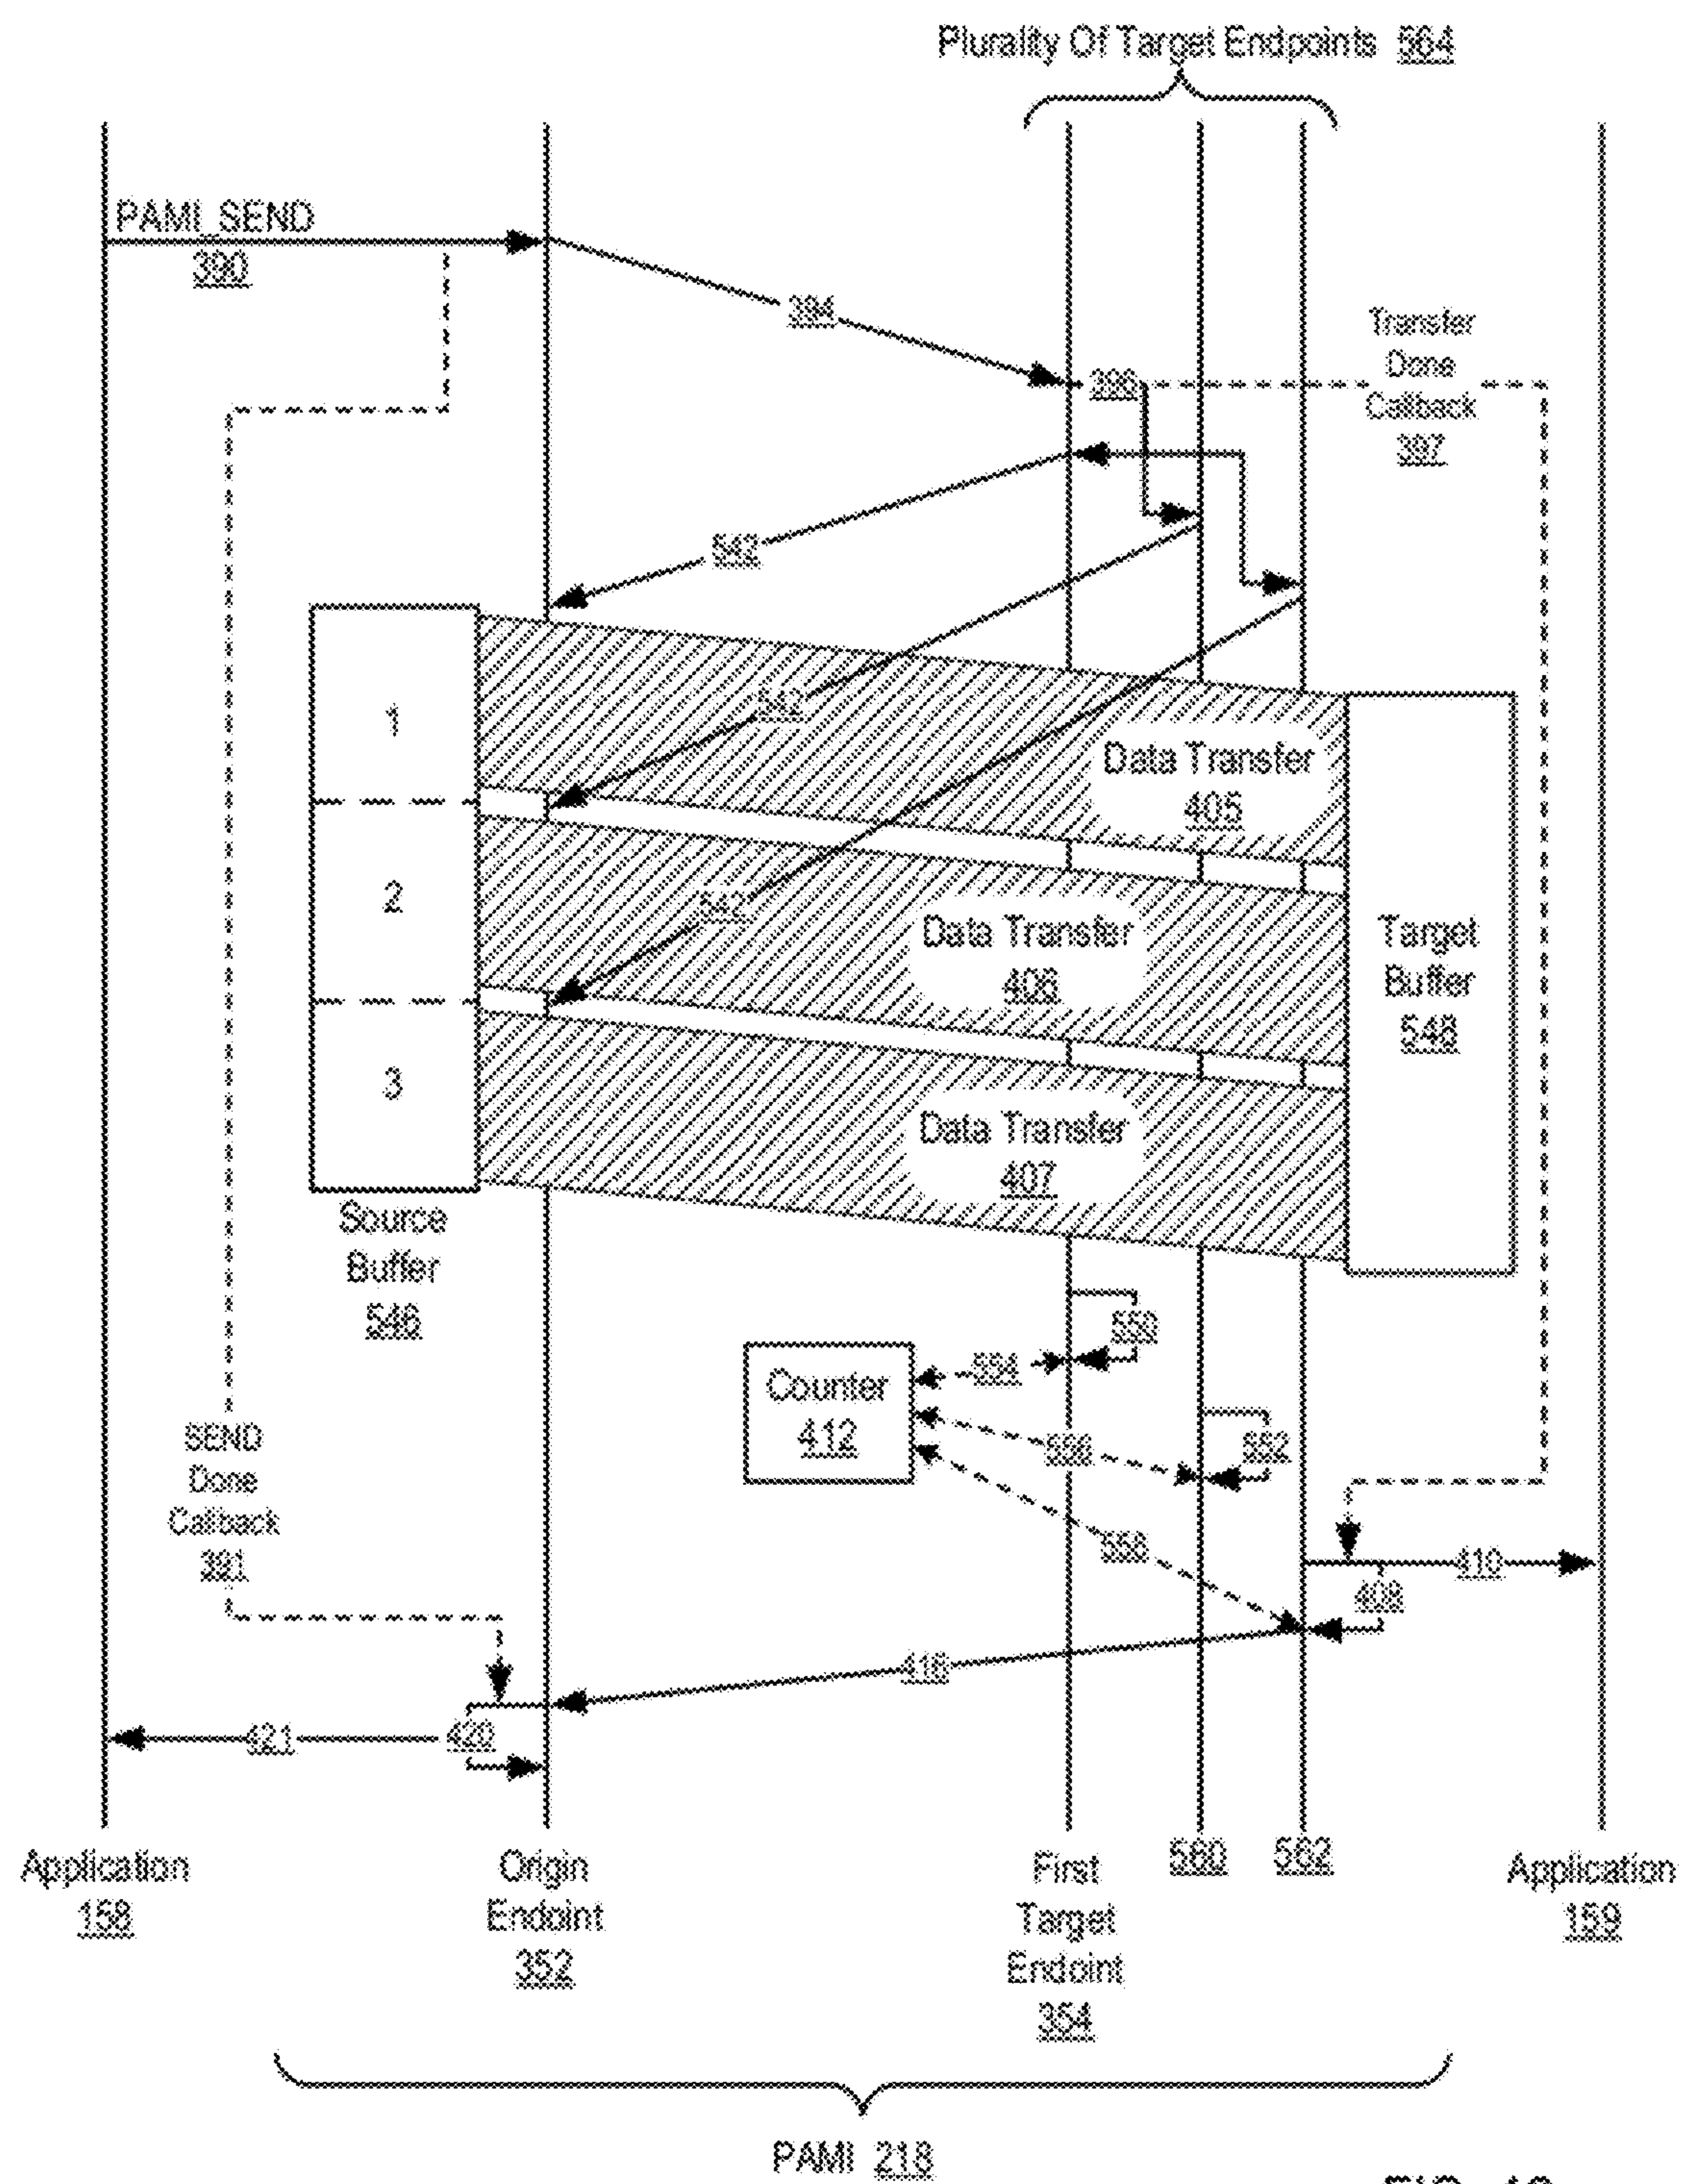 Plurality Of Target Endpoints 564
PAMI_SEND
390
394
396
Transfer
Done
Callback
397
542
542
542
1
2
3
Data Transfer
405
Data Transfer
406
Data Transfer
407
Target
Buffer
548
Source
Buffer
546
550
554
Counter
412
552
556
558
SEND
Done
Callback
391
410
408
418
421
420
Application
158
Origin
Endoint
352
First
Target
Endoint
354
560
562
Application
159
PAMI 218